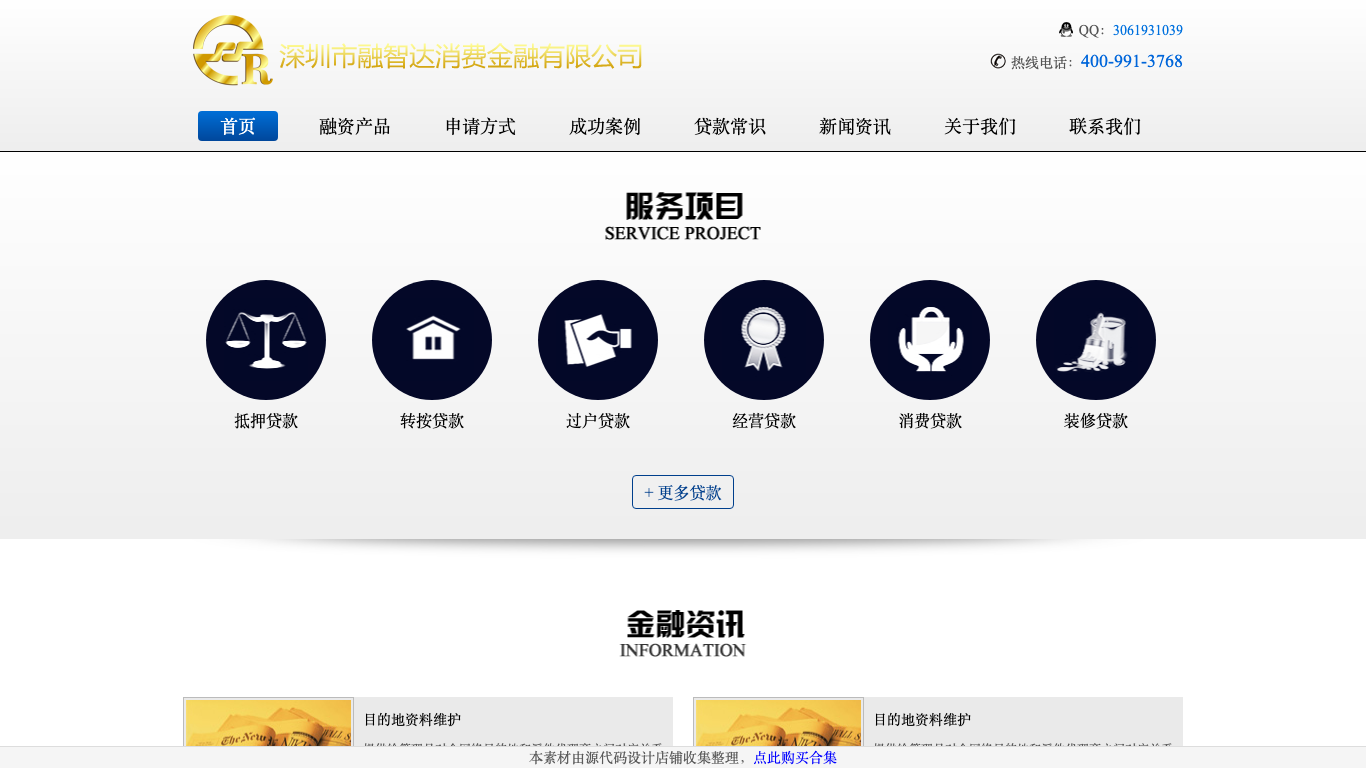 深圳市融智达消费金融有限公司
QQ：3061931039
热线电话：400-991-3768
首页 融资产品 申请方式 成功案例 贷款常识 新闻资讯 关于我们 联系我们
服务项目
SERVICE PROJECT
抵押贷款 转按贷款 过户贷款 经营贷款 消费贷款 装修贷款
+ 更多贷款
金融资讯
INFORMATION
目的地资料维护 目的地资料维护
本素材由源代码设计店铺收集整理，点此购买合集